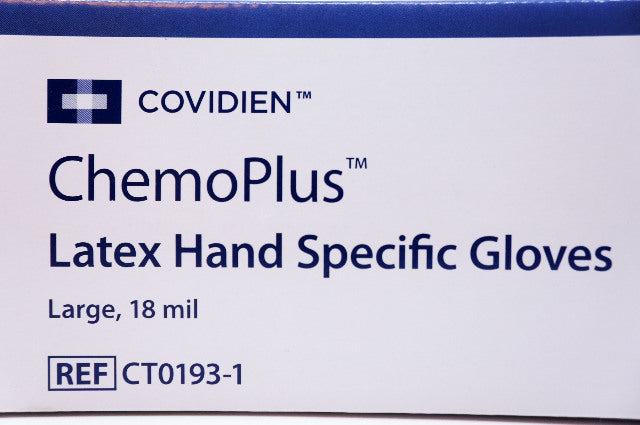 COVIDIEN™
ChemoPlus™
Latex Hand Specific Gloves
Large, 18 mil
REF CT0193-1